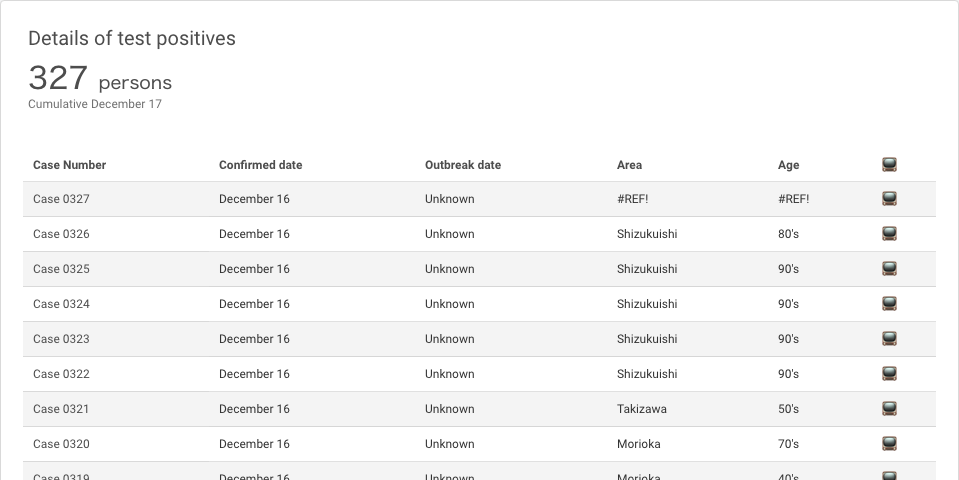 Details of test positives
327 persons
Cumulative December 17
Case Number Confirmed date Outbreak date Area Age
Case 0327 December 16 Unknown #REF! #REF!
Case 0326 December 16 Unknown Shizukuishi 80's
Case 0325 December 16 Unknown Shizukuishi 90's
Case 0324 December 16 Unknown Shizukuishi 90's
Case 0323 December 16 Unknown Shizukuishi 90's
Case 0322 December 16 Unknown Shizukuishi 90's
Case 0321 December 16 Unknown Takizawa 50's
Case 0320 December 16 Unknown Morioka 70's
Case 0319 December 16 Unknown Morioka 40's